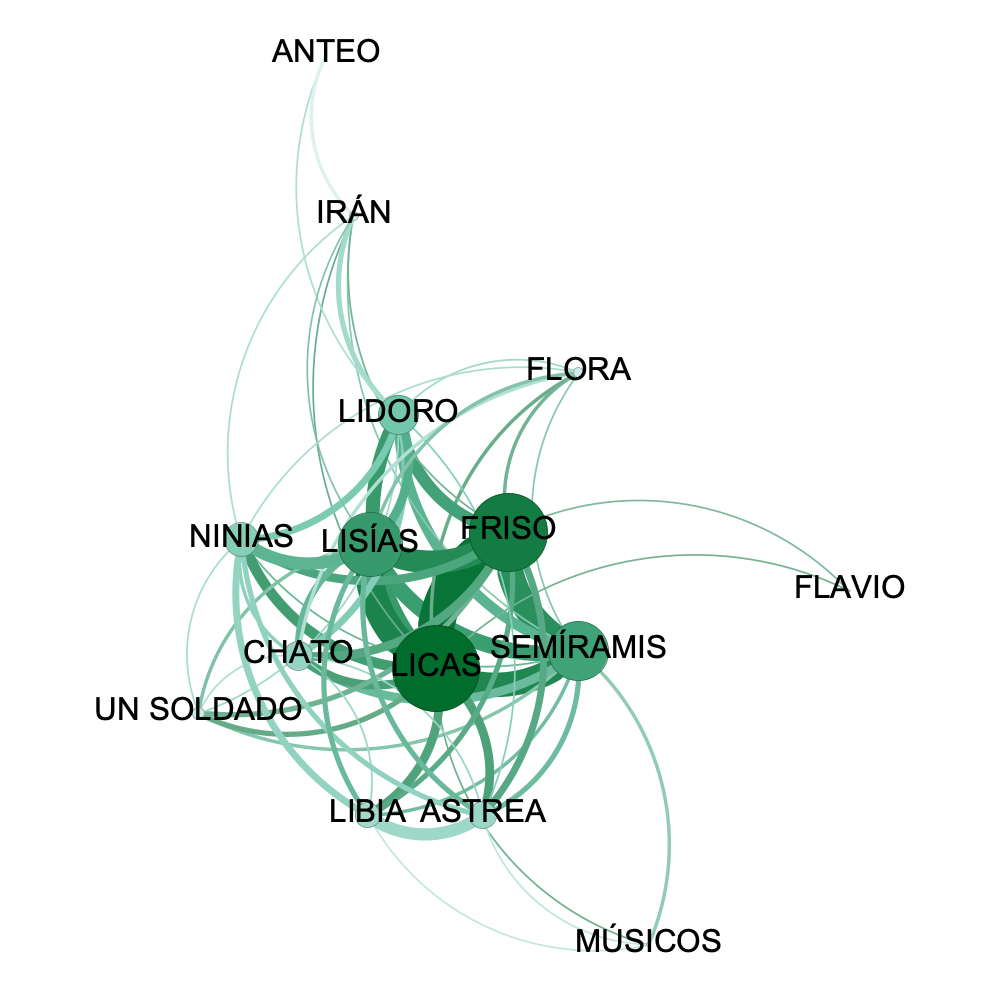 ANTEO
IRÁN
FLORA
LIDORO
FRISO
NINIAS
LISÍAS
FLAVIO
SEMÍRAMIS
CHATO
LICAS
UN SOLDADO
LIBIA
ASTREA
MÚSICOS